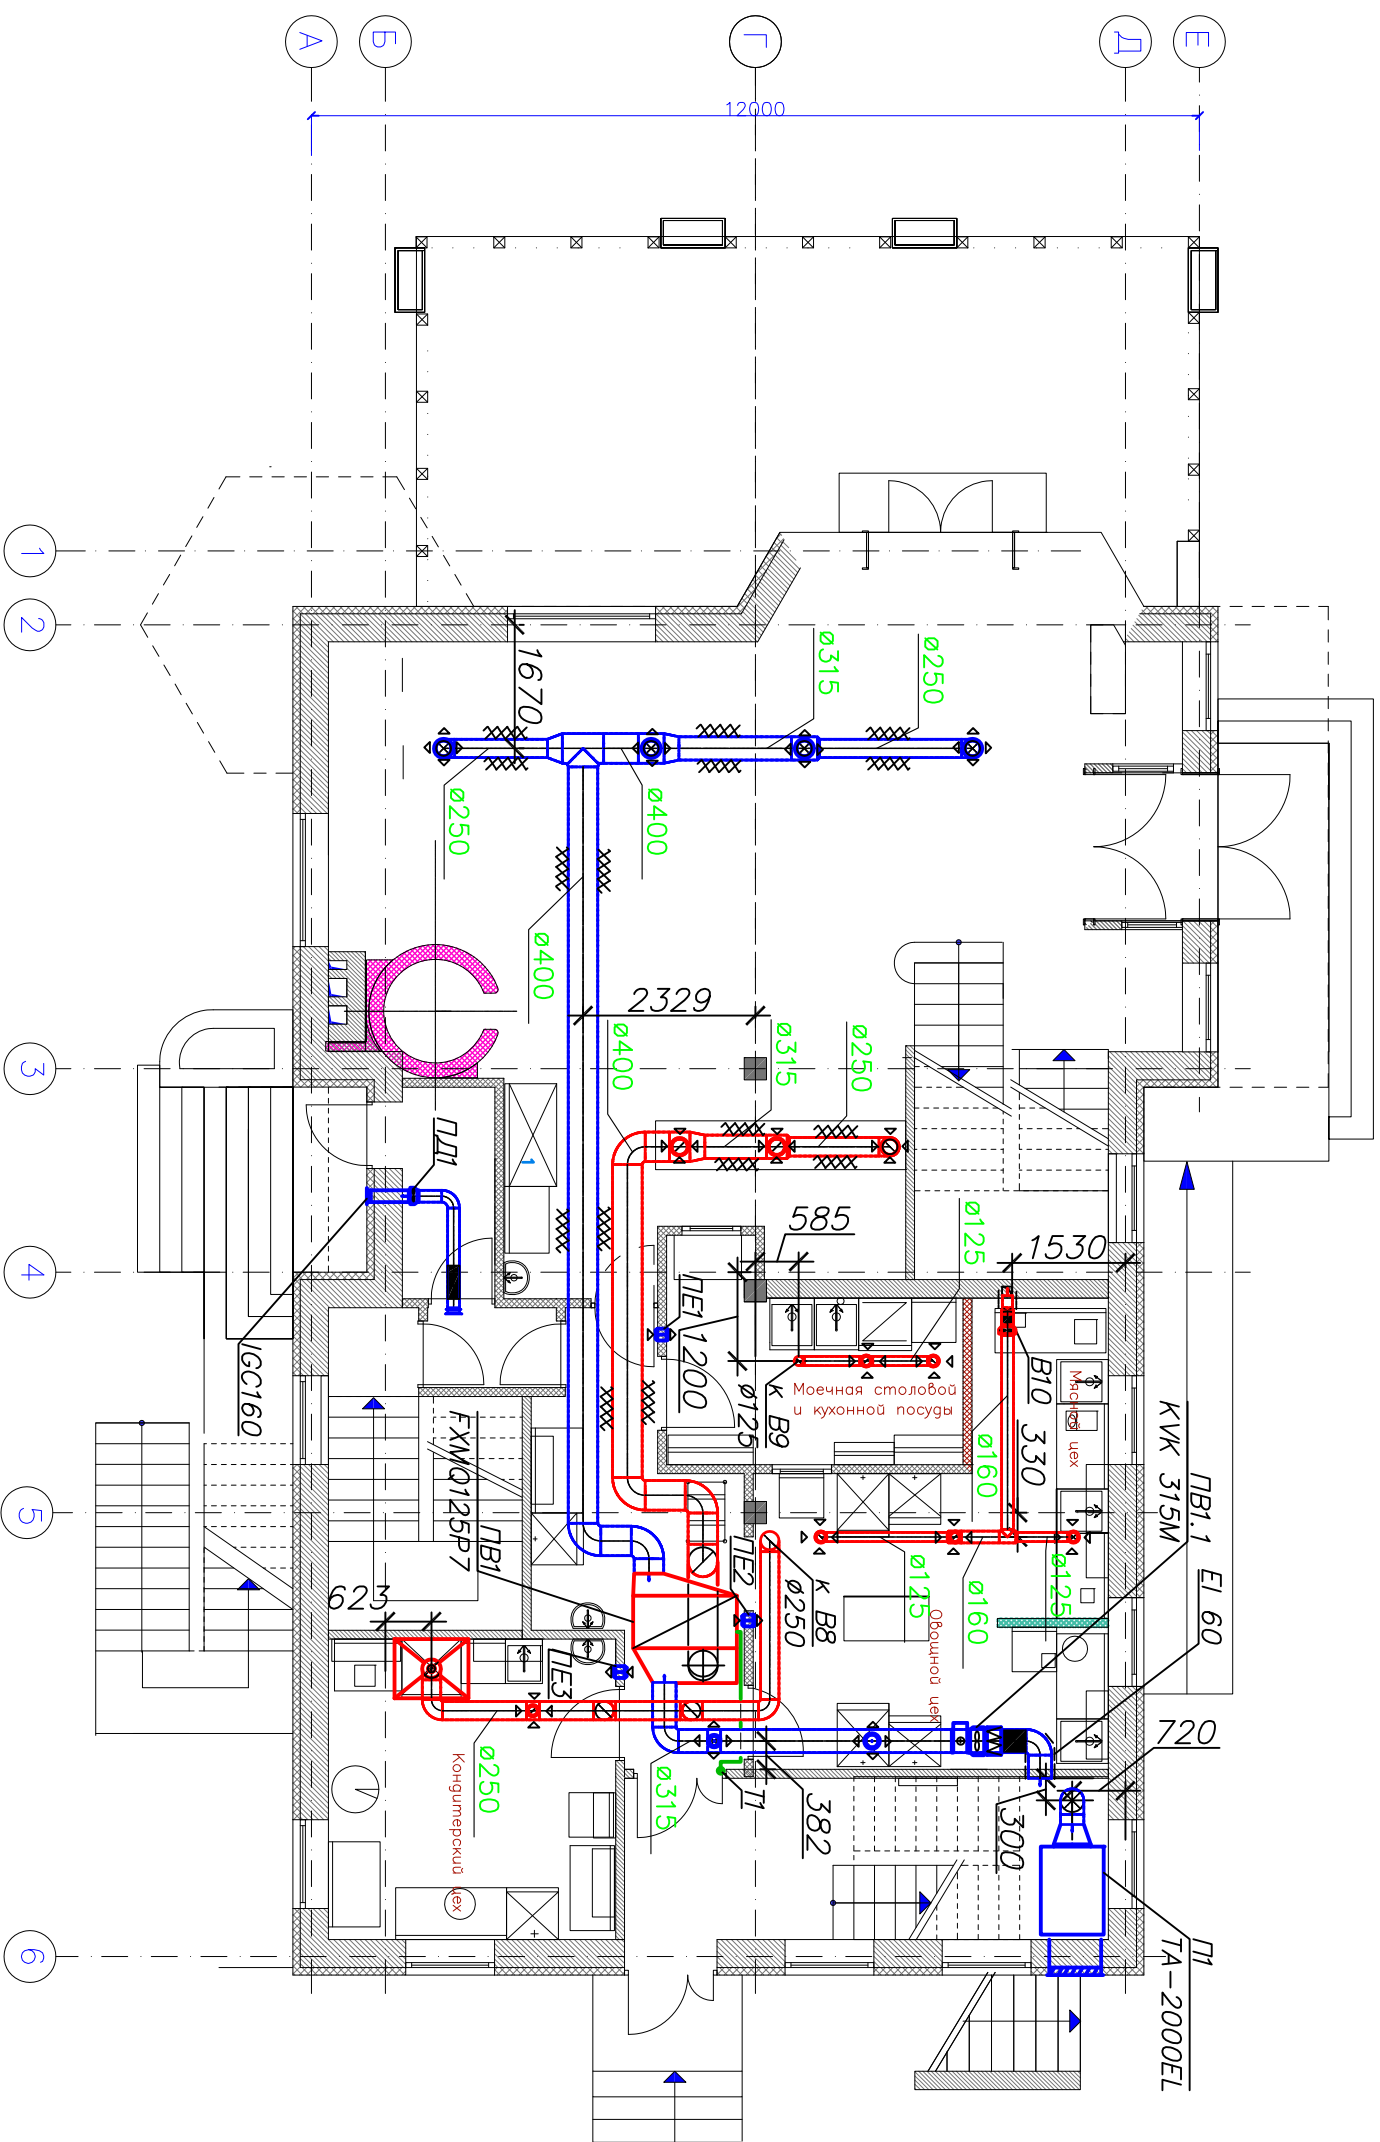 А
Б
Г
Д
Е
12000
1
2
3
4
5
6
1670
ø315
ø250
ø250
ø400
ø400
2329
ø400
ø315
ø250
ПД1
1
585
ø125
1530
ПЕ1
1200
ø125
к В9
Моечная столовой
и кухонной посуды
В10
330
Мясной цех
ø160
IGC160
FXMQ125P7
ПВ1
KVK 315M
ПВ1.1
EI 60
ПЕ2
к В8
ø250
ø125
ø160
ø125
Овощной цех
623
ПЕ3
720
ø250
Кондитерский цех
ø315
Т1
382
300
П1
TA-2000EL